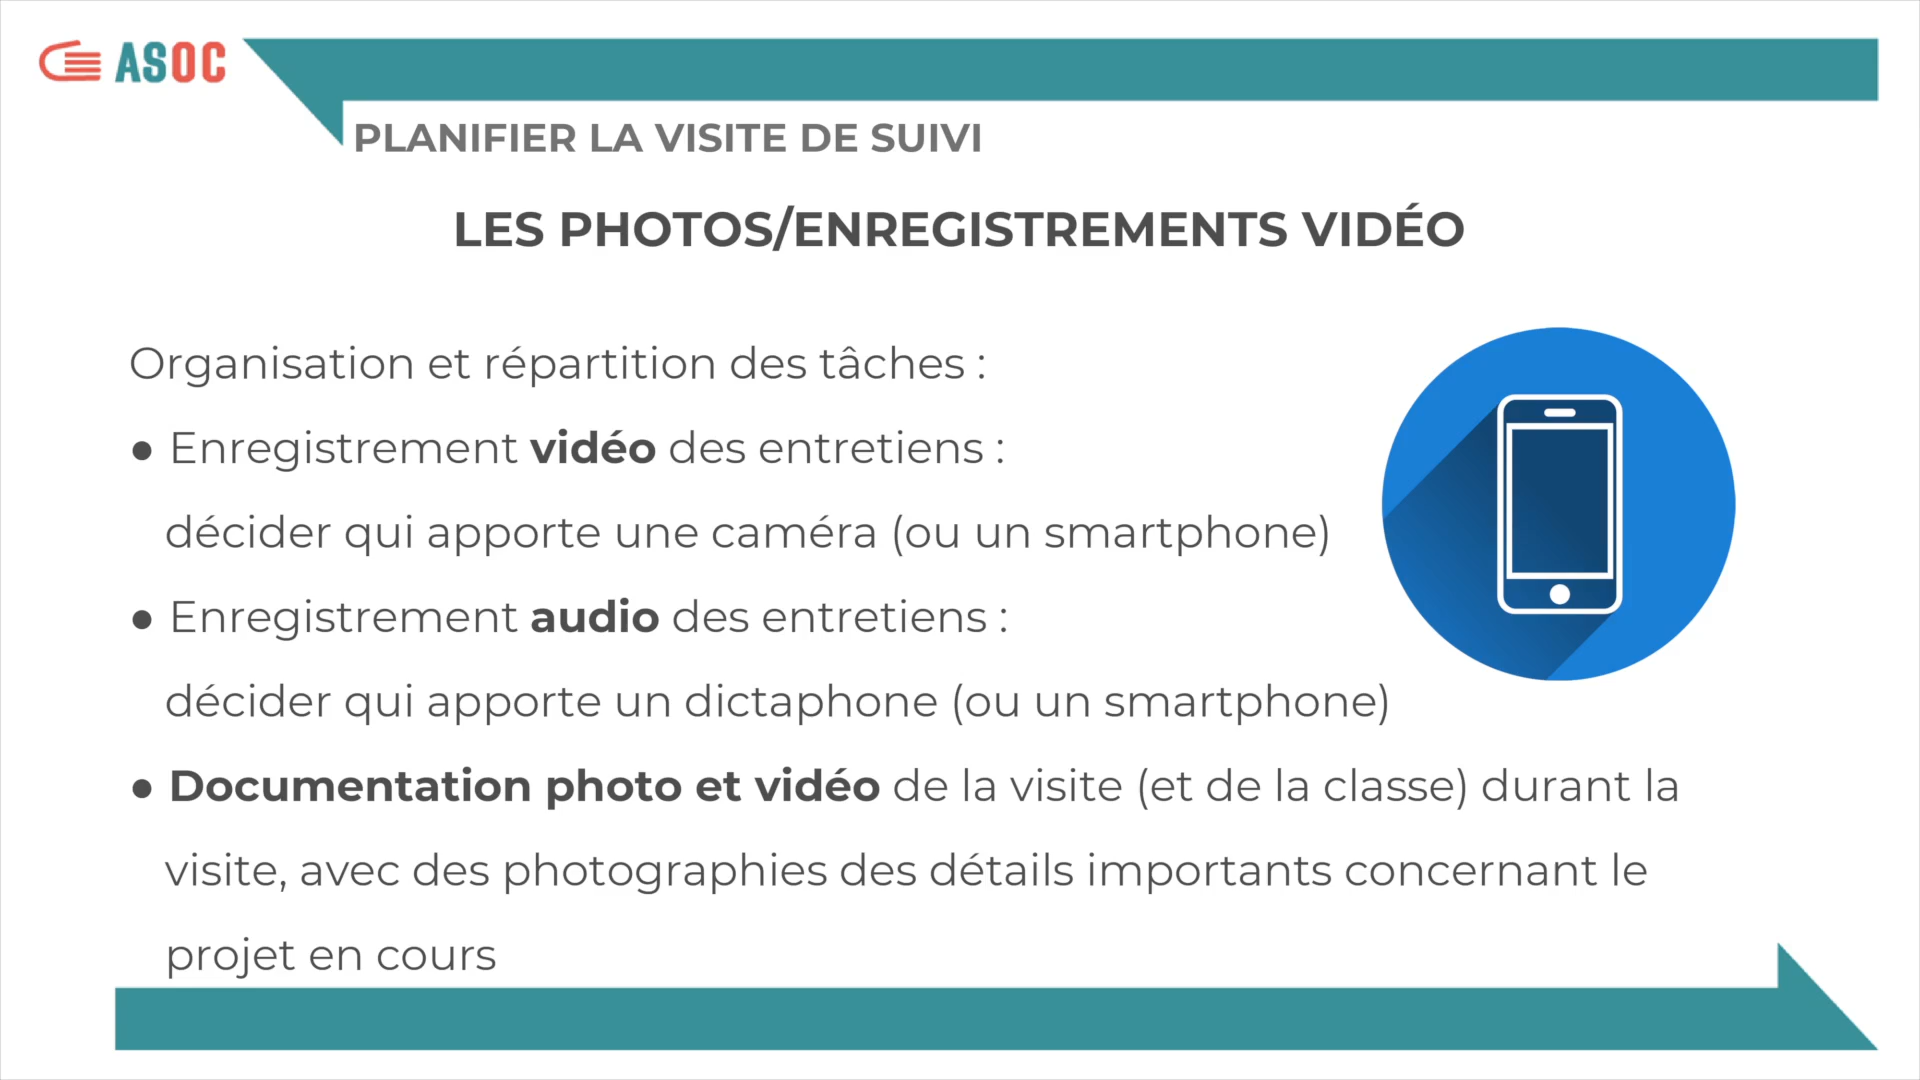 ASOC
PLANIFIER LA VISITE DE SUIVI
LES PHOTOS/ENREGISTREMENTS VIDÉO
Organisation et répartition des tâches :
● Enregistrement vidéo des entretiens :
décider qui apporte une caméra (ou un smartphone)
● Enregistrement audio des entretiens :
décider qui apporte un dictaphone (ou un smartphone)
● Documentation photo et vidéo de la visite (et de la classe) durant la
visite, avec des photographies des détails importants concernant le
projet en cours